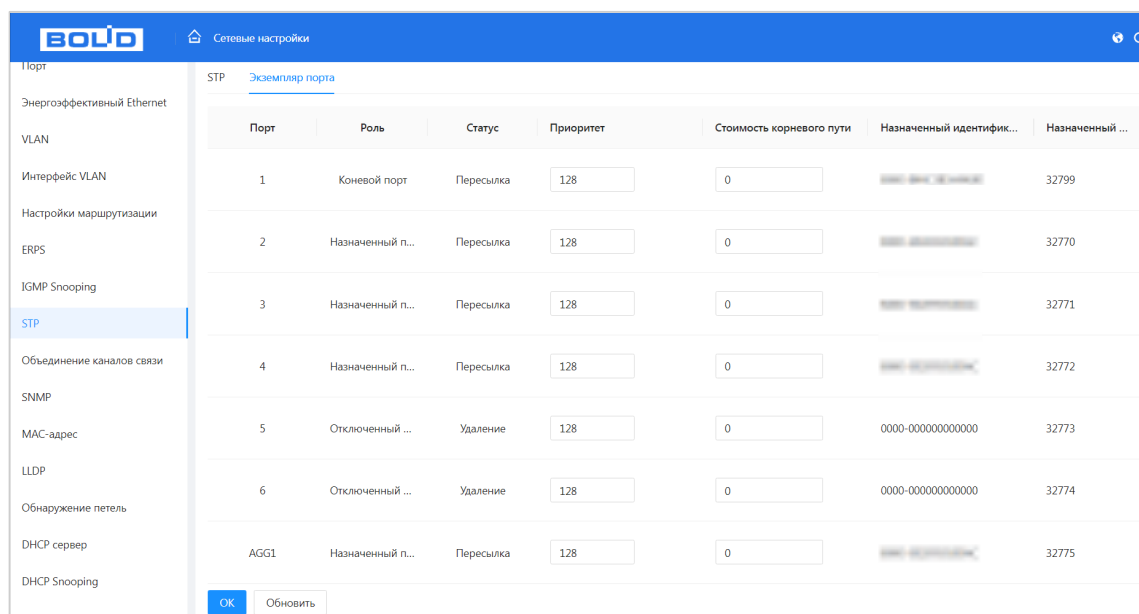 BOLID
Сетевые настройки
Порт
Энергоэффективный Ethernet
VLAN
Интерфейс VLAN
Настройки маршрутизации
ERPS
IGMP Snooping
STP
Объединение каналов связи
SNMP
MAC-адрес
LLDP
Обнаружение петель
DHCP сервер
DHCP Snooping
STP Экземпляр порта
Порт Роль Статус Приоритет Стоимость корневого пути Назначенный идентифик... Назначенный ...
1 Коневой порт Пересылка 128 0 32799
2 Назначенный п... Пересылка 128 0 32770
3 Назначенный п... Пересылка 128 0 32771
4 Назначенный п... Пересылка 128 0 32772
5 Отключенный ... Удаление 128 0 0000-000000000000 32773
6 Отключенный ... Удаление 128 0 0000-000000000000 32774
AGG1 Назначенный п... Пересылка 128 0 32775
OK Обновить